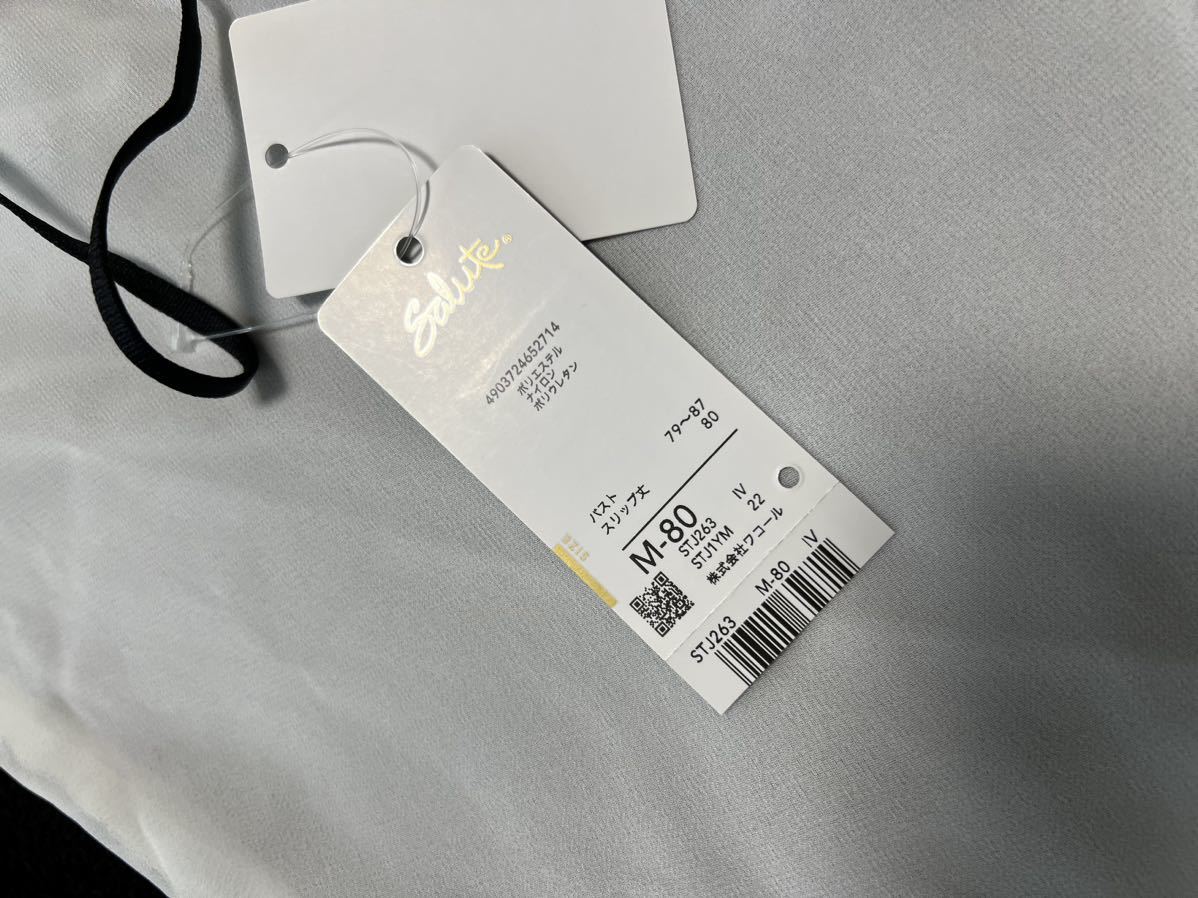 Salute®
4903724652714
ポリエステル
ナイロン
ポリウレタン
バスト 79〜87
スリップ丈 80
SIZE
M-80
STJ263 IV
STJ1YM 22
株式会社ワコール
STJ263 M-80 IV